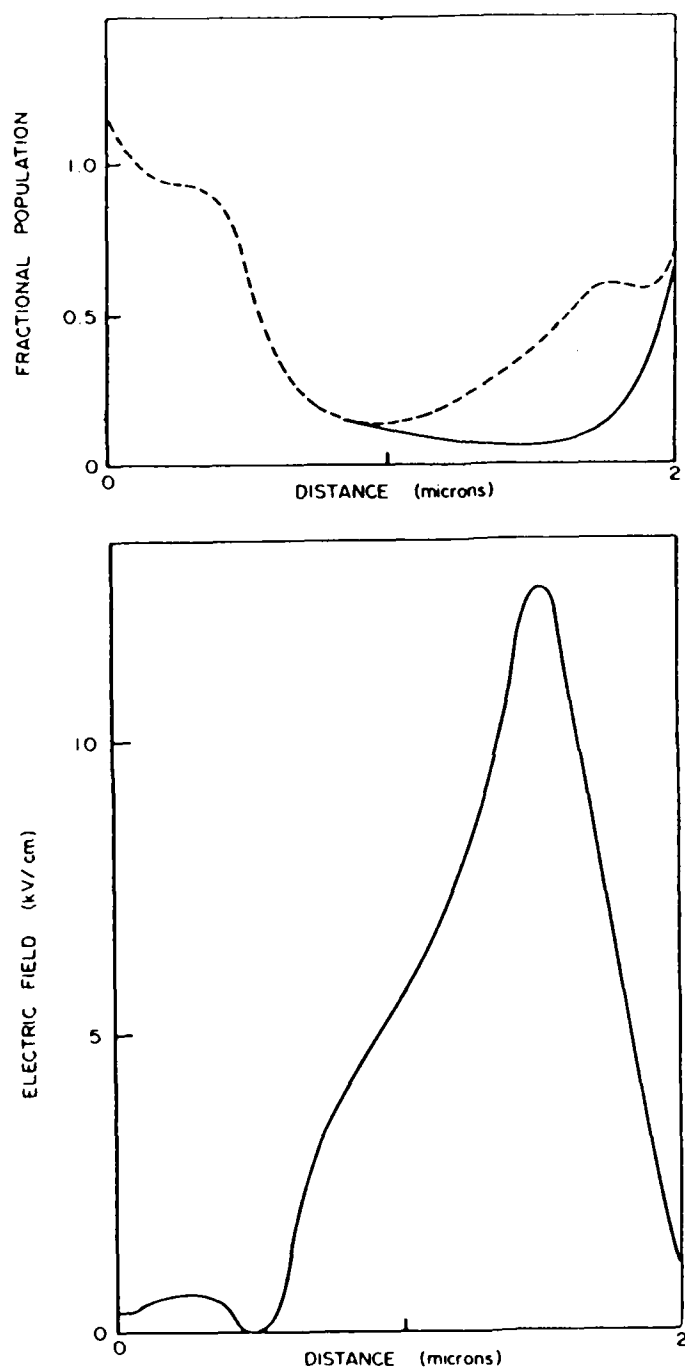 FRACTIONAL POPULATION
1.0
0.5
0
0
2
DISTANCE (microns)
ELECTRIC FIELD (kV/cm)
10
5
0
0
2
DISTANCE (microns)